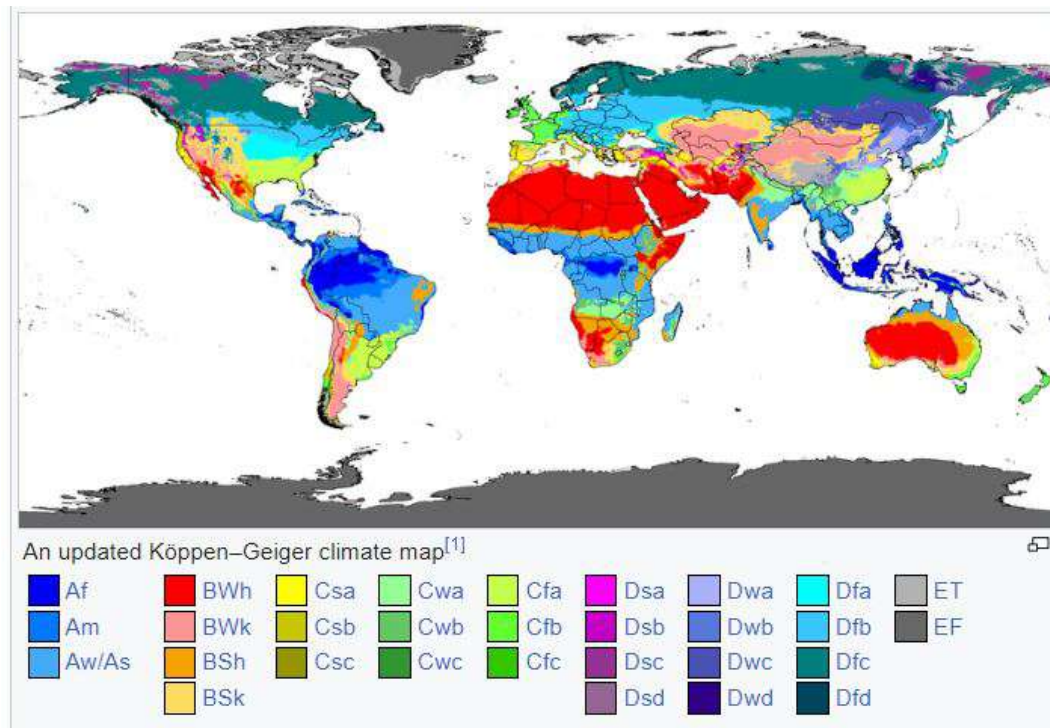 An updated Köppen–Geiger climate map[1]
Af BWh Csa Cwa Cfa Dsa Dwa Dfa ET
Am BWk Csb Cwb Cfb Dsb Dwb Dfb EF
Aw/As BSh Csc Cwc Cfc Dsc Dwc Dfc
BSk Dsd Dwd Dfd